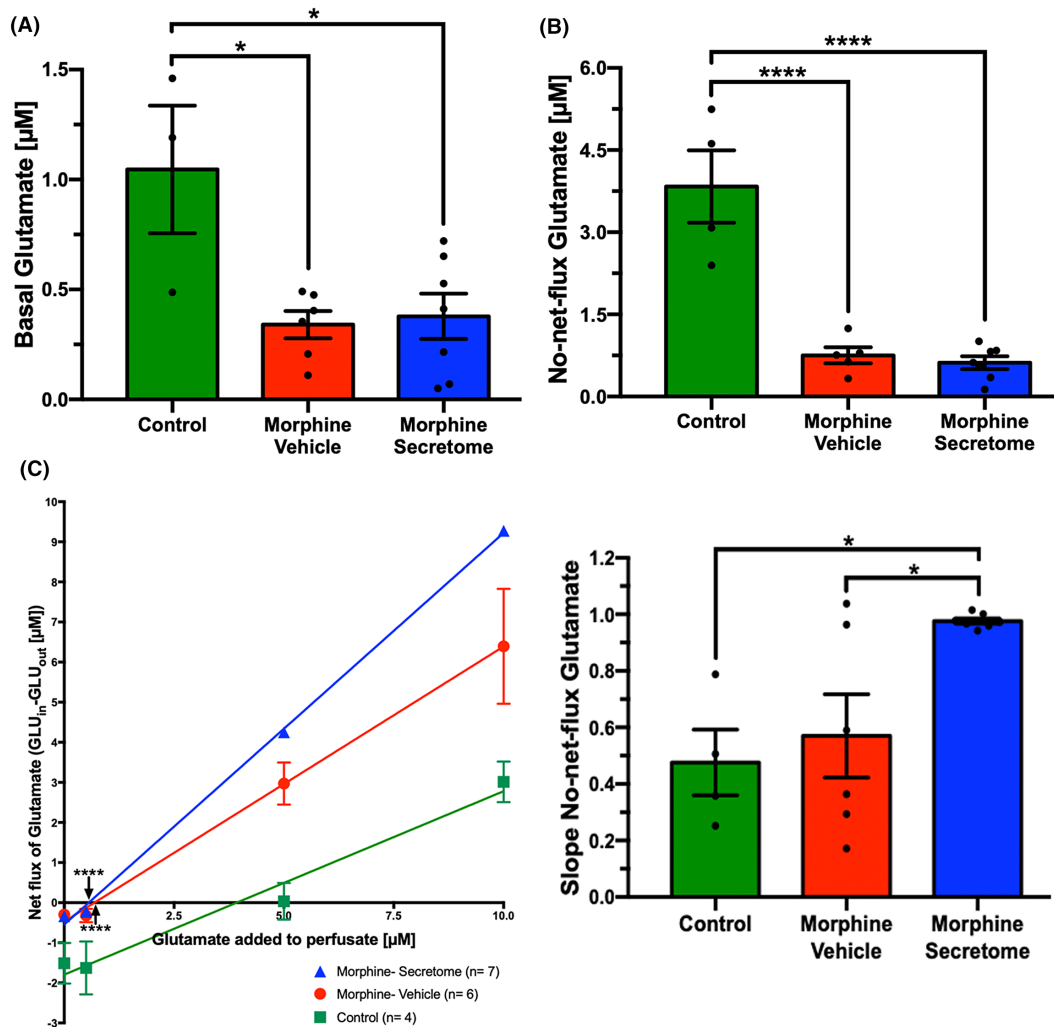 (A)
*
*
Basal Glutamate [µM]
1.5
1.0
0.5
0.0
Control
Morphine
Vehicle
Morphine
Secretome
(B)
****
****
No-net-flux Glutamate [µM]
6.0
4.5
3.0
1.5
0.0
Control
Morphine
Vehicle
Morphine
Secretome
(C)
Net flux of Glutamate (GLUin-GLUout [µM])
10
9
8
7
6
5
4
3
2
1
0
-1
-2
-3
****
****
2.5
5.0
7.5
10.0
Glutamate added to perfusate [µM]
Morphine- Secretome (n= 7)
Morphine- Vehicle (n= 6)
Control (n= 4)
*
*
Slope No-net-flux Glutamate
1.2
1.0
0.8
0.6
0.4
0.2
0.0
Control
Morphine
Vehicle
Morphine
Secretome